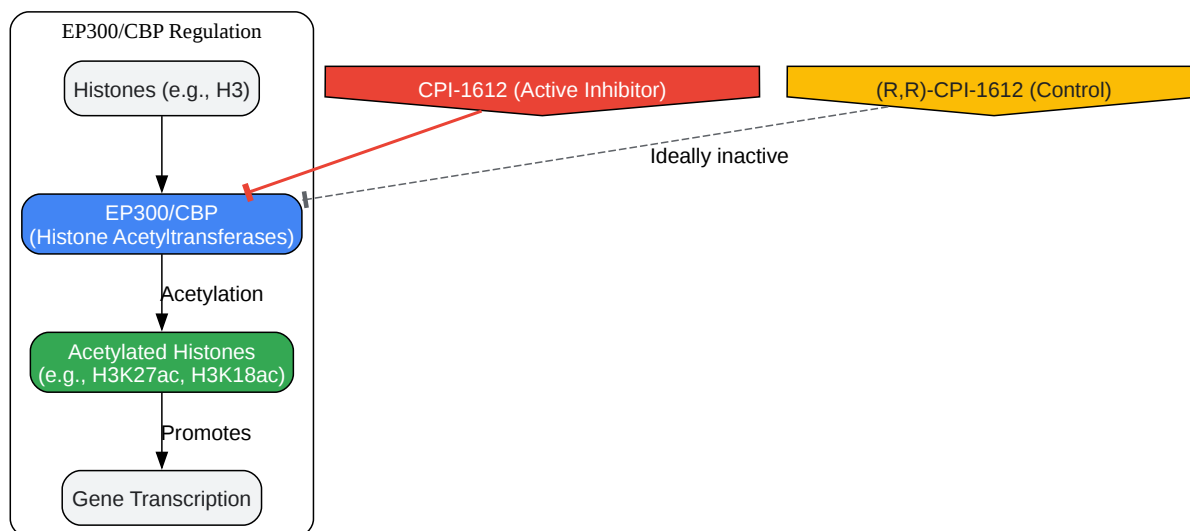 EP300/CBP Regulation
Histones (e.g., H3)
CPI-1612 (Active Inhibitor)
(R,R)-CPI-1612 (Control)
Ideally inactive
EP300/CBP
(Histone Acetyltransferases)
Acetylation
Acetylated Histones
(e.g., H3K27ac, H3K18ac)
Promotes
Gene Transcription